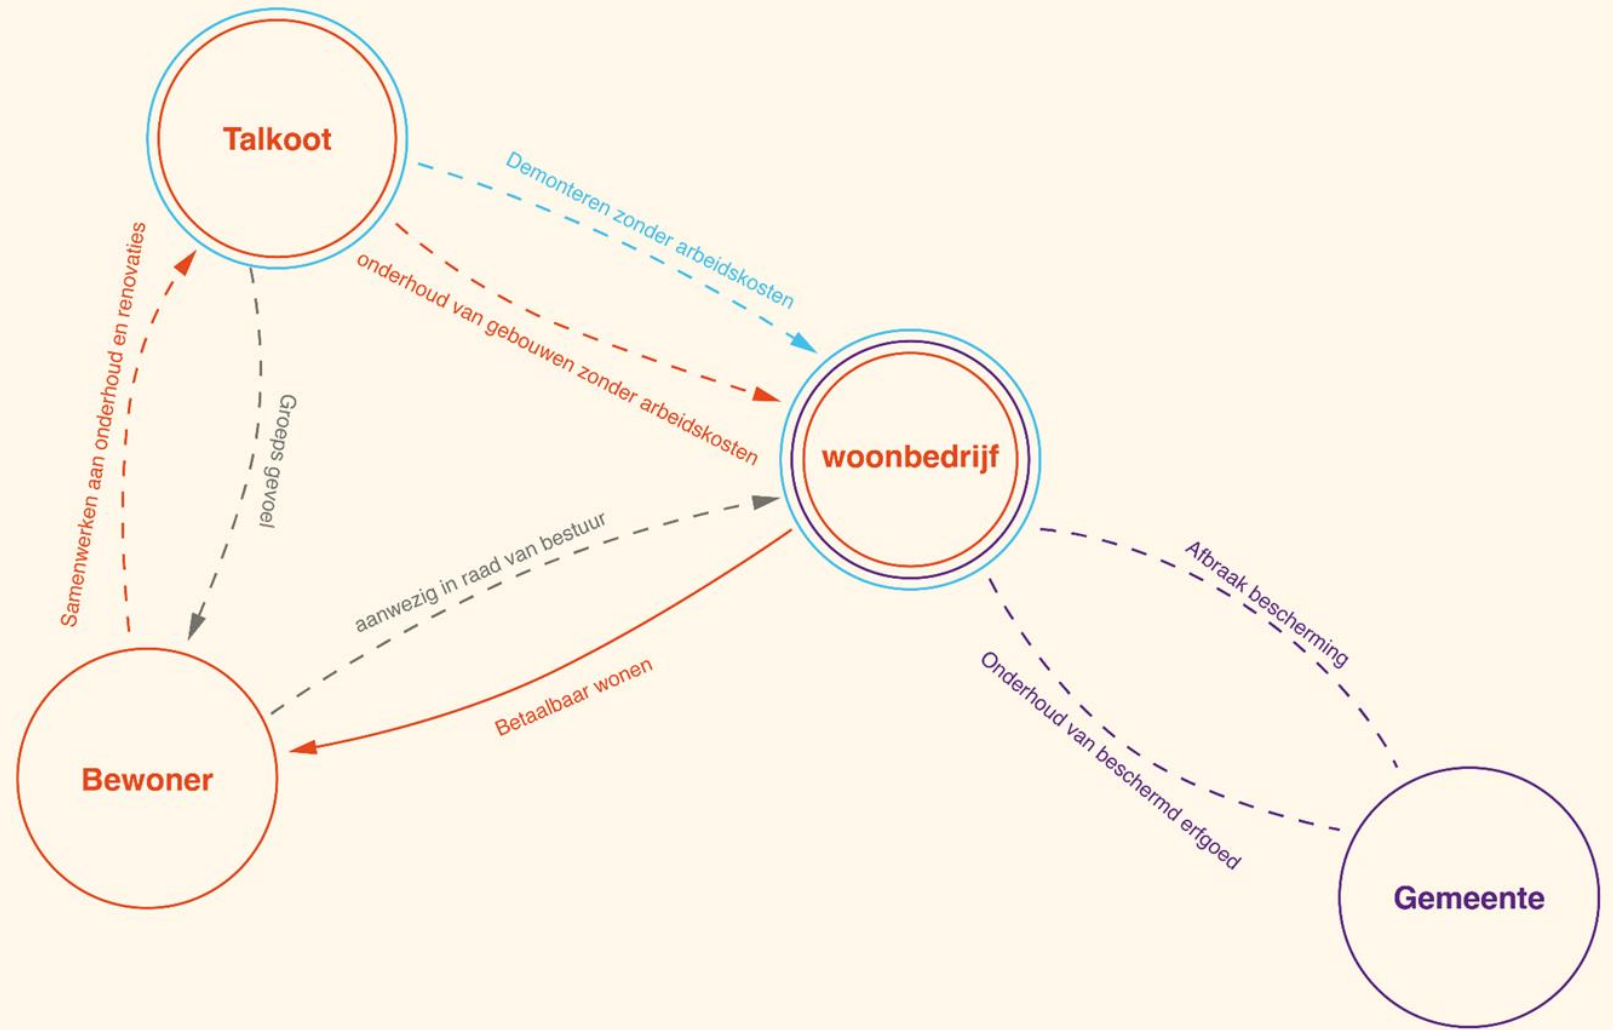 Talkoot
Demonteren zonder arbeidskosten
onderhoud van gebouwen zonder arbeidskosten
Samenwerken aan onderhoud en renovaties
Groeps gevoel
woonbedrijf
aanwezig in raad van bestuur
Betaalbaar wonen
Afbraak bescherming
Onderhoud van beschermd erfgoed
Bewoner
Gemeente